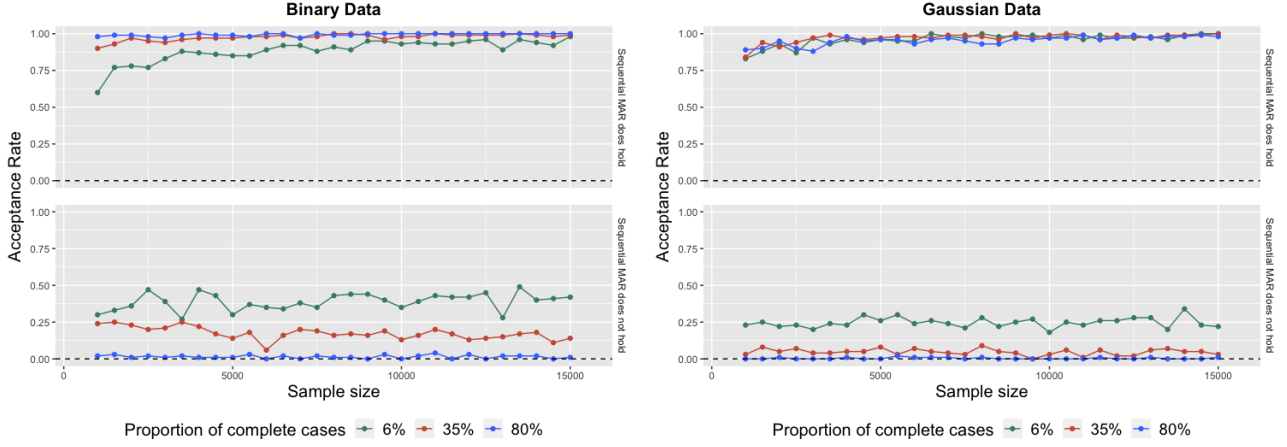 Binary Data
Acceptance Rate
1.00
0.75
0.50
0.25
0.00
Sequential MAR does hold
1.00
0.75
0.50
0.25
0.00
Sequential MAR does not hold
0
5000
10000
15000
Sample size
Proportion of complete cases 6% 35% 80%
Gaussian Data
Acceptance Rate
1.00
0.75
0.50
0.25
0.00
Sequential MAR does hold
1.00
0.75
0.50
0.25
0.00
Sequential MAR does not hold
0
5000
10000
15000
Sample size
Proportion of complete cases 6% 35% 80%